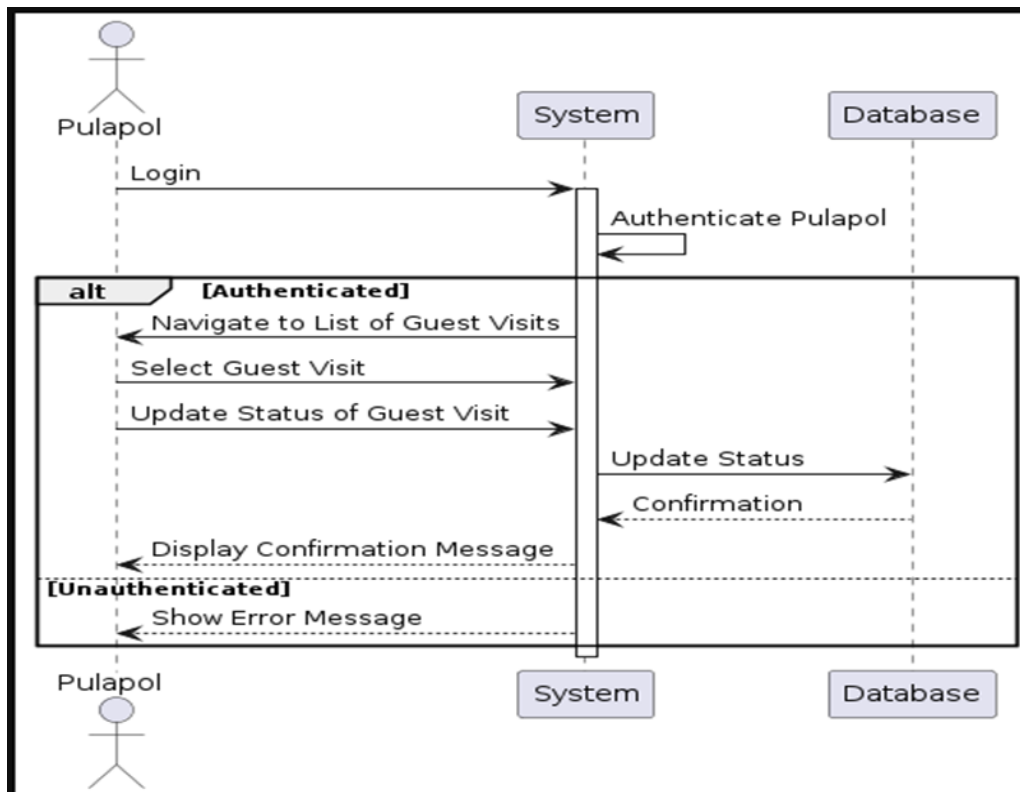 Pulapol
System
Database
Login
Authenticate Pulapol
alt [Authenticated]
Navigate to List of Guest Visits
Select Guest Visit
Update Status of Guest Visit
Update Status
Confirmation
Display Confirmation Message
[Unauthenticated]
Show Error Message
Pulapol
System
Database